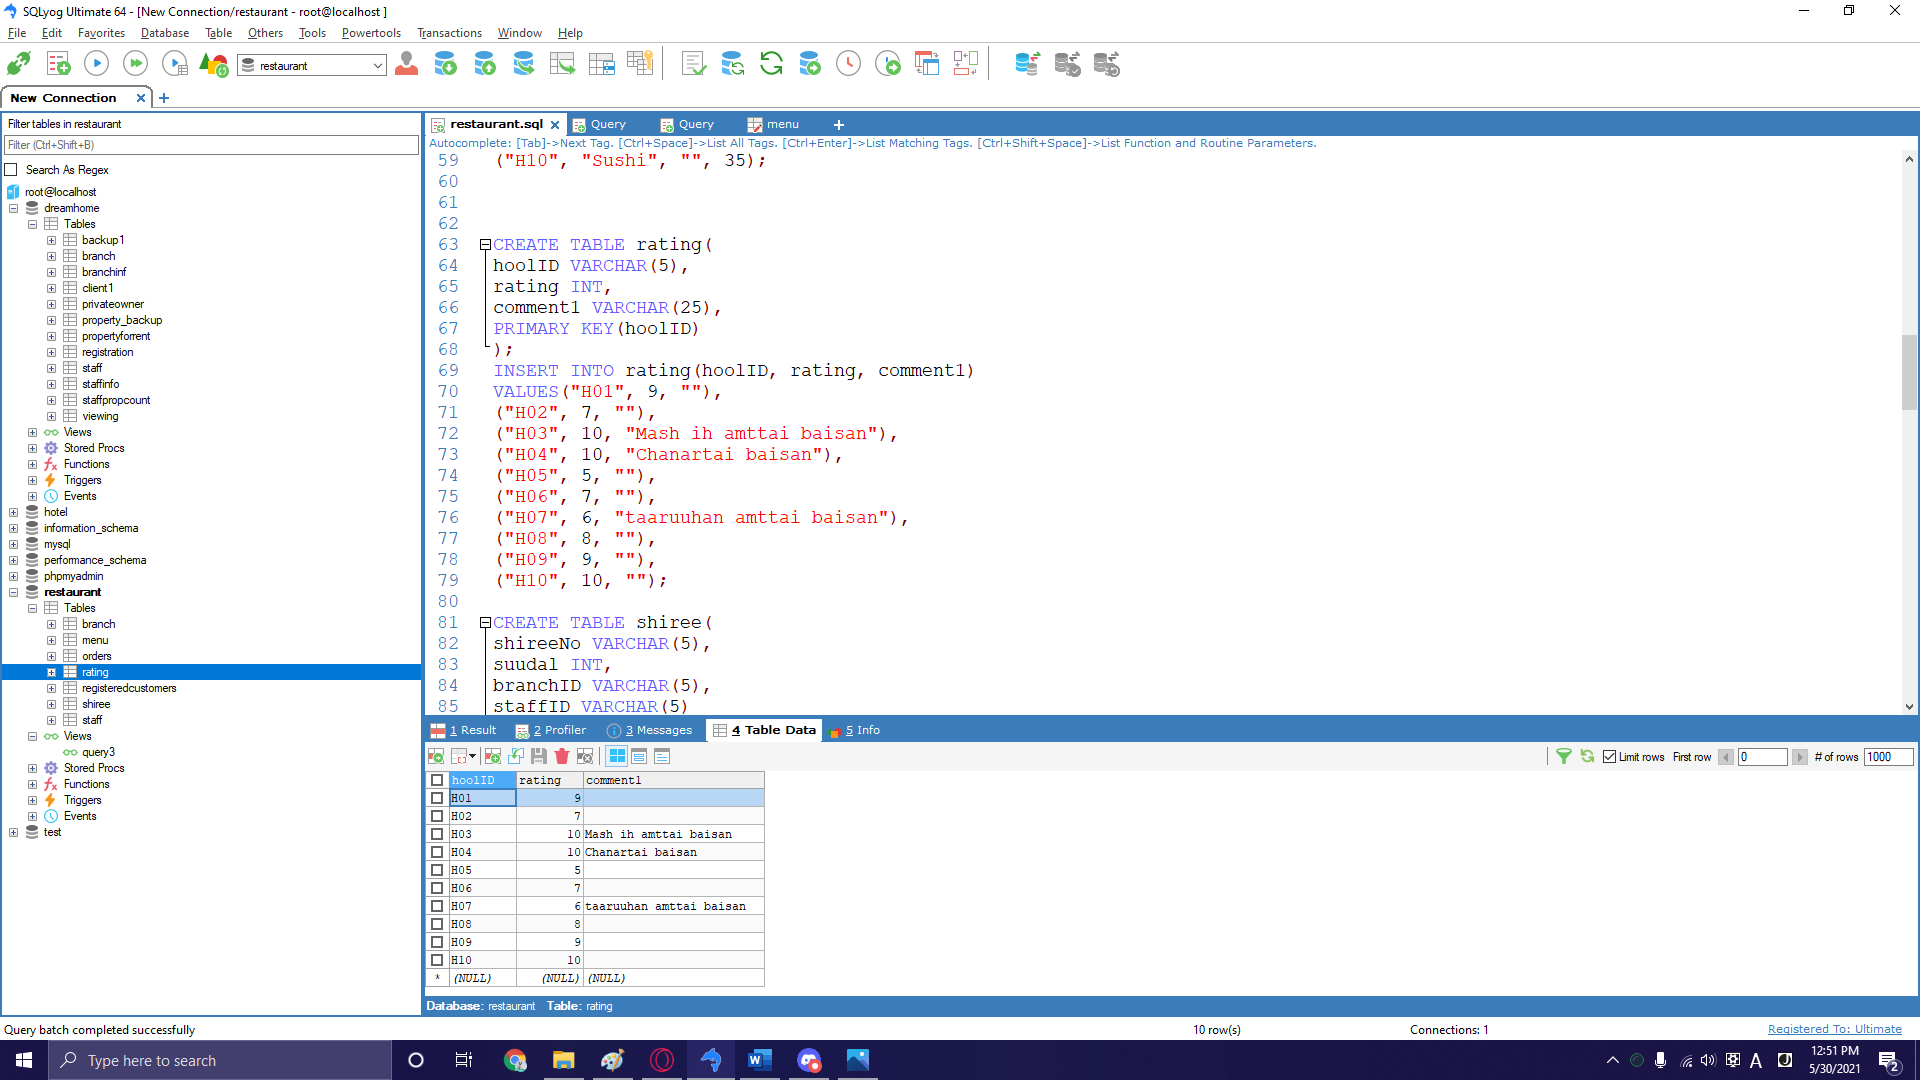 SQLyog Ultimate 64 - [New Connection/restaurant - root@localhost ]
File Edit Favorites Database Table Others Tools Powertools Transactions Window Help
restaurant
New Connection
Filter tables in restaurant
Filter (Ctrl+Shift+B)
Search As Regex
root@localhost
dreamhome
Tables
backup1
branch
branchinf
client1
privateowner
property_backup
propertyforrent
registration
staff
staffinfo
staffpropcount
viewing
Views
Stored Procs
Functions
Triggers
Events
hotel
information_schema
mysql
performance_schema
phpmyadmin
restaurant
Tables
branch
menu
orders
rating
registeredcustomers
shiree
staff
Views
query3
Stored Procs
Functions
Triggers
Events
test
restaurant.sql Query Query menu
Autocomplete: [Tab]->Next Tag. [Ctrl+Space]->List All Tags. [Ctrl+Enter]->List Matching Tags. [Ctrl+Shift+Space]->List Function and Routine Parameters.
59 ("H10", "Sushi", "", 35);
60
61
62
63 CREATE TABLE rating(
64 hoolID VARCHAR(5),
65 rating INT,
66 comment1 VARCHAR(25),
67 PRIMARY KEY(hoolID)
68 );
69 INSERT INTO rating(hoolID, rating, comment1)
70 VALUES("H01", 9, ""),
71 ("H02", 7, ""),
72 ("H03", 10, "Mash ih amttai baisan"),
73 ("H04", 10, "Chanartai baisan"),
74 ("H05", 5, ""),
75 ("H06", 7, ""),
76 ("H07", 6, "taaruuhan amttai baisan"),
77 ("H08", 8, ""),
78 ("H09", 9, ""),
79 ("H10", 10, "");
80
81 CREATE TABLE shiree(
82 shireeNo VARCHAR(5),
83 suudal INT,
84 branchID VARCHAR(5),
85 staffID VARCHAR(5)
1 Result 2 Profiler 3 Messages 4 Table Data 5 Info
Limit rows First row 0 # of rows 1000
hoolID rating comment1
H01 9
H02 7
H03 10 Mash ih amttai baisan
H04 10 Chanartai baisan
H05 5
H06 7
H07 6 taaruuhan amttai baisan
H08 8
H09 9
H10 10
* (NULL) (NULL) (NULL)
Database: restaurant Table: rating
Query batch completed successfully 10 row(s) Connections: 1 Registered To: Ultimate
Type here to search
A
12:51 PM
5/30/2021
2